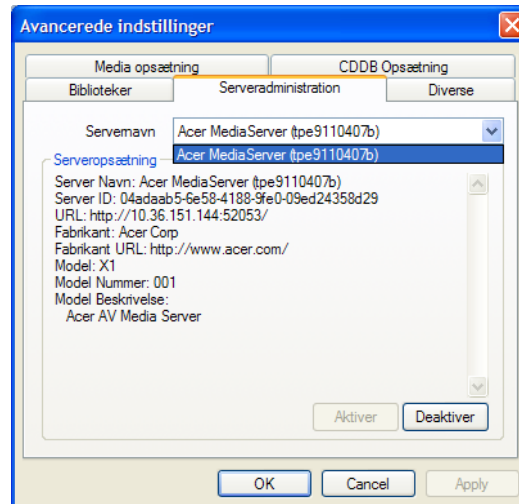 Avancerede indstillinger
Media opsætning
CDDB Opsætning
Biblioteker
Serveradministration
Diverse
Servernavn
Acer MediaServer (tpe9110407b)
Acer MediaServer (tpe9110407b)
Serveropsætning
Server Navn: Acer MediaServer (tpe9110407b)
Server ID: 04adaab5-6e58-4188-9fe0-09ed24358d29
URL: http://10.36.151.144:52053/
Fabrikant: Acer Corp
Fabrikant URL: http://www.acer.com/
Model: X1
Model Nummer: 001
Model Beskrivelse:
Acer AV Media Server
Aktiver
Deaktiver
OK
Cancel
Apply